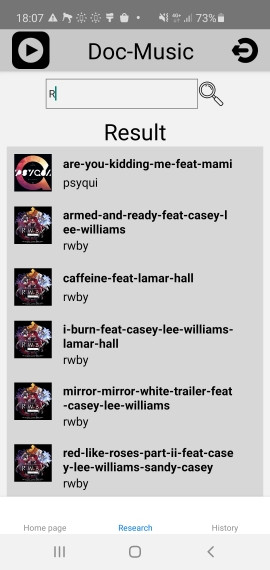 18:07
73%
Doc-Music
R
Result
are-you-kidding-me-feat-mami
psyqui
armed-and-ready-feat-casey-l
ee-williams
rwby
caffeine-feat-lamar-hall
rwby
i-burn-feat-casey-lee-williams-
lamar-hall
rwby
mirror-mirror-white-trailer-feat
-casey-lee-williams
rwby
red-like-roses-part-ii-feat-case
y-lee-williams-sandy-casey
rwby
Home page
Research
History